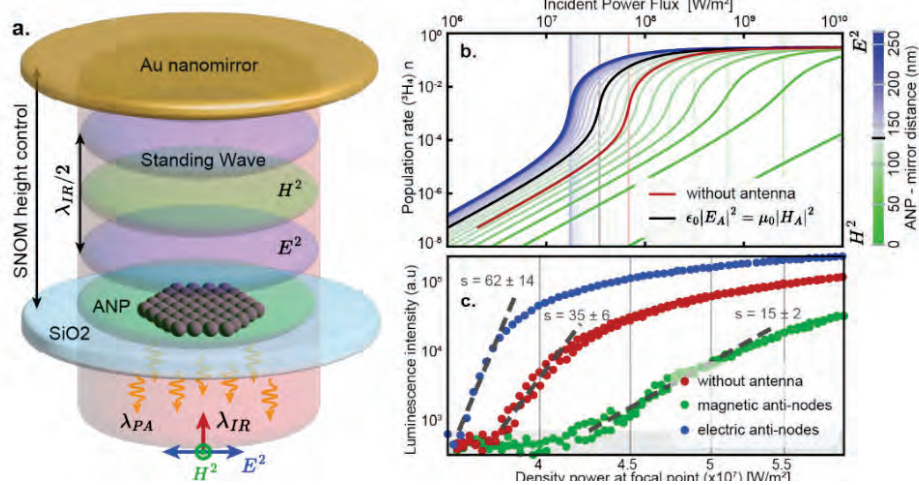 a.
Au nanomirror
SNOM height control
Standing Wave
λ_IR/2
H²
E²
ANP
SiO2
λ_PA
λ_IR
H²
E²
Incident Power Flux [W/m²]
10⁶ 10⁷ 10⁸ 10⁹ 10¹⁰
b.
Population rate (³H₄) n
10⁰
10⁻²
10⁻⁴
10⁻⁶
10⁻⁸
without antenna
ϵ₀|E_A|² = μ₀|H_A|²
E²
H²
250
200
150
100
50
0
ANP - mirror distance (nm)
c.
Luminescence intensity (a.u)
10⁵
10⁴
10³
s = 62 ± 14
s = 35 ± 6
s = 15 ± 2
without antenna
magnetic anti-nodes
electric anti-nodes
4 4.5 5 5.5
Density power at focal point (x10⁷) [W/m²]